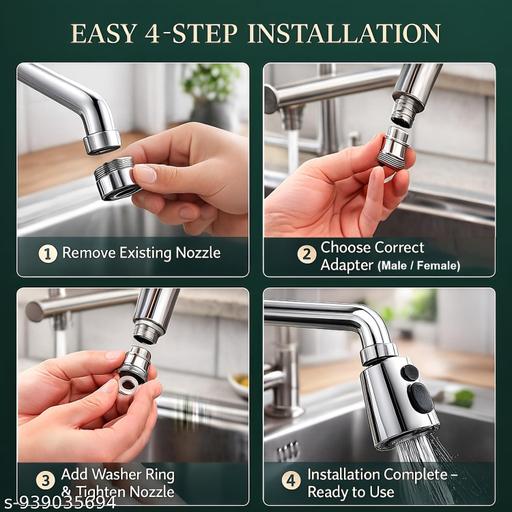 EASY 4-STEP INSTALLATION
1 Remove Existing Nozzle
2 Choose Correct
Adapter (Male / Female)
3 Add Washer Ring
& Tighten Nozzle
4 Installation Complete –
Ready to Use
s-939035694